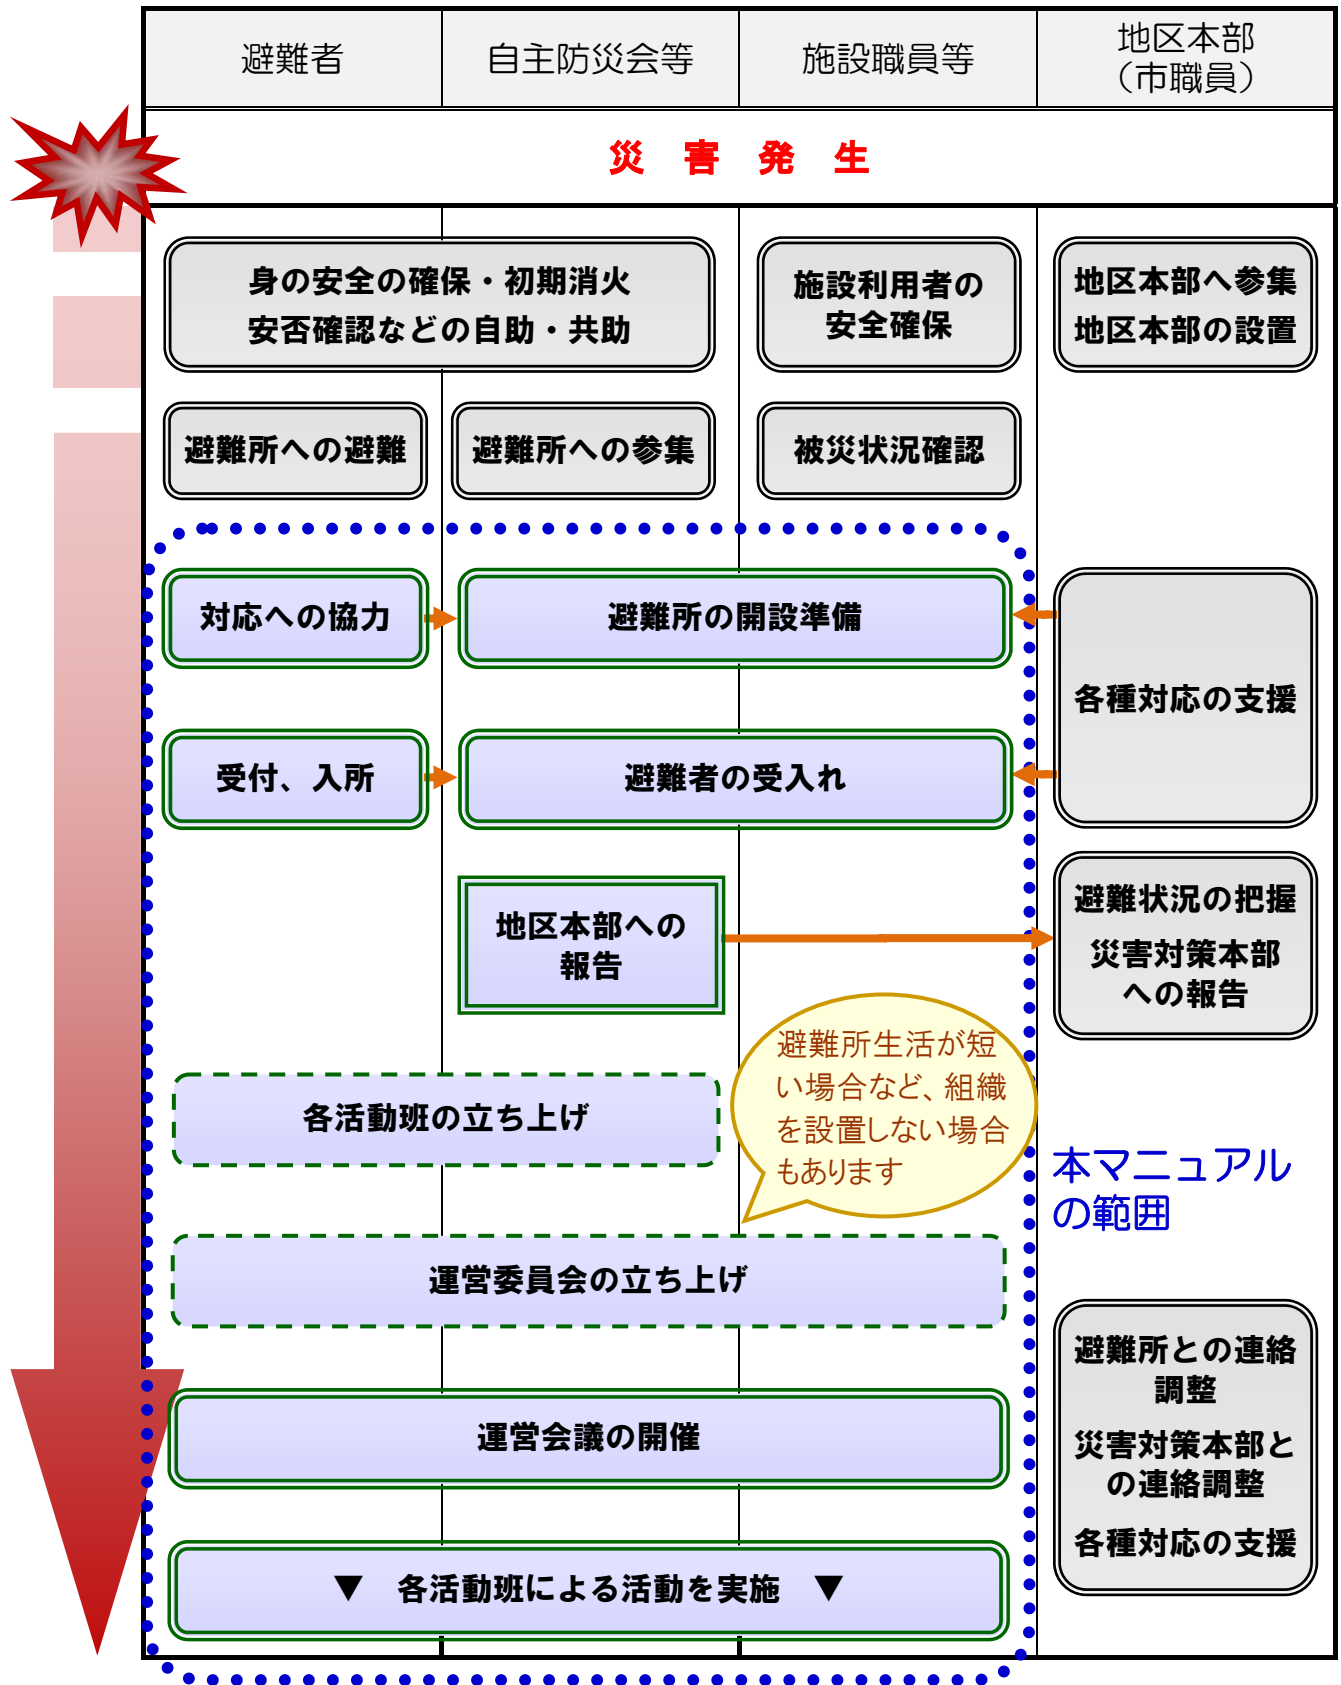 避難者
自主防災会等
施設職員等
地区本部
（市職員）
災 害 発 生
身の安全の確保・初期消火
安否確認などの自助・共助
施設利用者の
安全確保
地区本部へ参集
地区本部の設置
避難所への避難
避難所への参集
被災状況確認
対応への協力
避難所の開設準備
各種対応の支援
受付、入所
避難者の受入れ
地区本部への
報告
避難状況の把握
災害対策本部
への報告
避難所生活が短
い場合など、組織
を設置しない場合
もあります
各活動班の立ち上げ
本マニュアル
の範囲
運営委員会の立ち上げ
避難所との連絡
調整
災害対策本部と
の連絡調整
各種対応の支援
運営会議の開催
▼ 各活動班による活動を実施 ▼